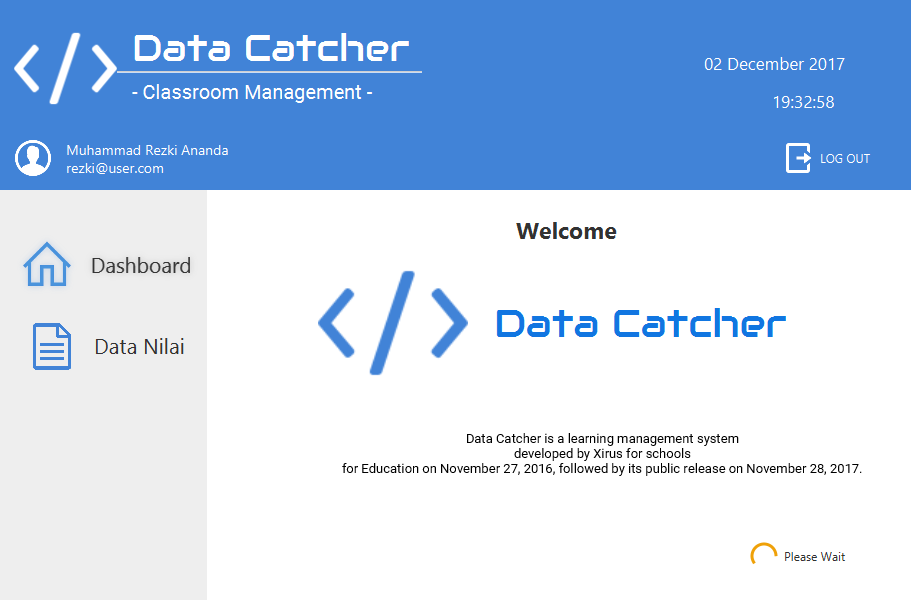 Data Catcher
- Classroom Management -
02 December 2017
19:32:58
Muhammad Rezki Ananda
rezki@user.com
LOG OUT
Dashboard
Data Nilai
Welcome
Data Catcher
Data Catcher is a learning management system
developed by Xirus for schools
for Education on November 27, 2016, followed by its public release on November 28, 2017.
Please Wait